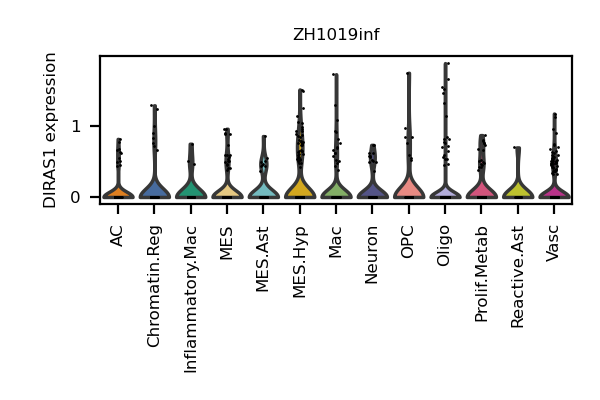 ZH1019inf
DIRAS1 expression
1
0
AC
Chromatin.Reg
Inflammatory.Mac
MES
MES.Ast
MES.Hyp
Mac
Neuron
OPC
Oligo
Prolif.Metab
Reactive.Ast
Vasc